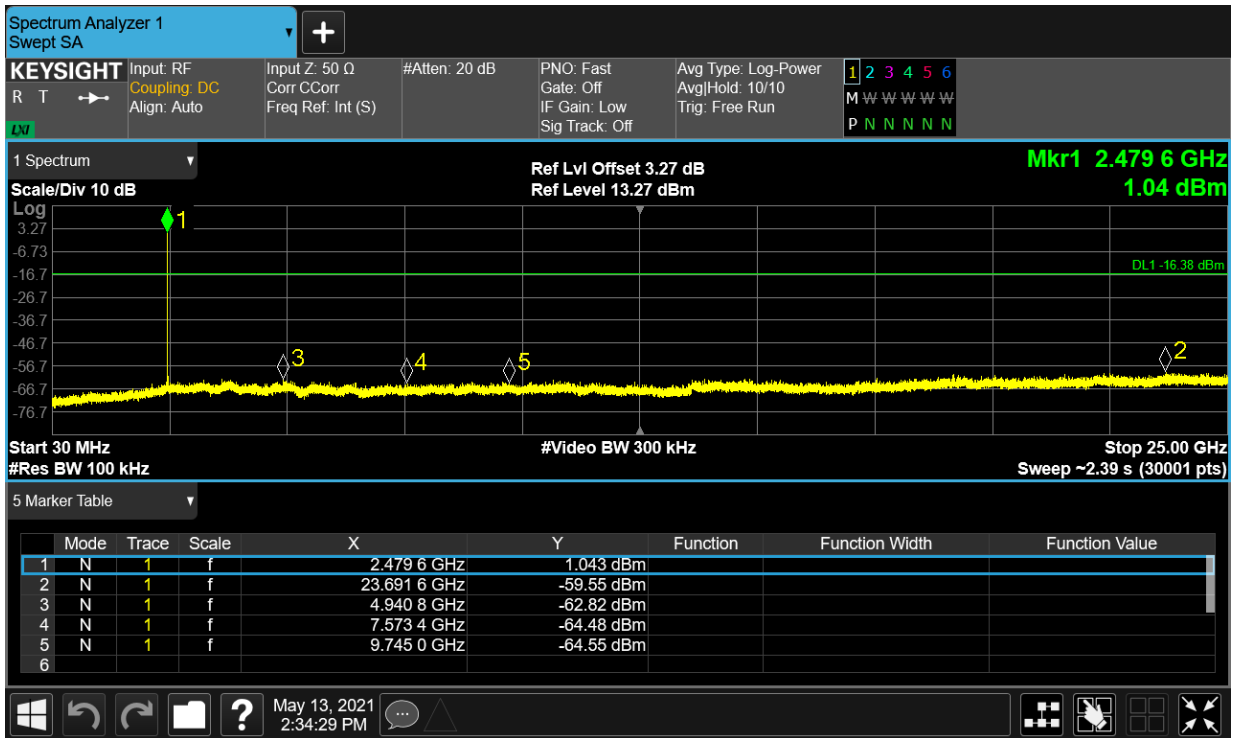 Spectrum Analyzer 1
Swept SA
KEYSIGHT
R T
LXI
Input: RF
Coupling: DC
Align: Auto
Input Z: 50 Ω
Corr CCorr
Freq Ref: Int (S)
#Atten: 20 dB
PNO: Fast
Gate: Off
IF Gain: Low
Sig Track: Off
Avg Type: Log-Power
Avg|Hold: 10/10
Trig: Free Run
1 2 3 4 5 6
M W W W W W
P N N N N N
1 Spectrum
Scale/Div 10 dB
Ref Lvl Offset 3.27 dB
Ref Level 13.27 dBm
Mkr1 2.479 6 GHz
1.04 dBm
Log
3.27
-6.73
-16.7
-26.7
-36.7
-46.7
-56.7
-66.7
-76.7
1
3
4
5
2
DL1 -16.38 dBm
Start 30 MHz
#Video BW 300 kHz
Stop 25.00 GHz
#Res BW 100 kHz
Sweep ~2.39 s (30001 pts)
5 Marker Table
Mode Trace Scale X Y Function Function Width Function Value
1 N 1 f 2.479 6 GHz 1.043 dBm
2 N 1 f 23.691 6 GHz -59.55 dBm
3 N 1 f 4.940 8 GHz -62.82 dBm
4 N 1 f 7.573 4 GHz -64.48 dBm
5 N 1 f 9.745 0 GHz -64.55 dBm
6
?
May 13, 2021
2:34:29 PM